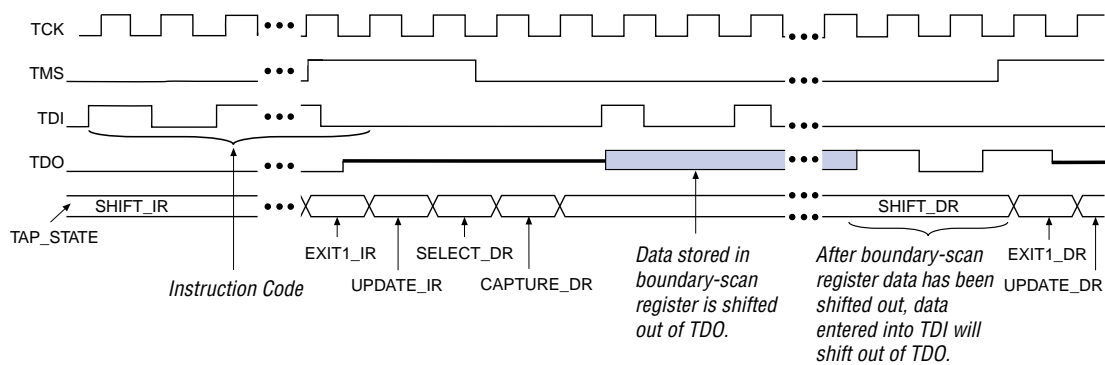 TCK
TMS
TDI
TDO
SHIFT_IR
SHIFT_DR
TAP_STATE
EXIT1_IR
SELECT_DR
EXIT1_DR
UPDATE_IR
CAPTURE_DR
UPDATE_DR
Instruction Code
Data stored in
boundary-scan
register is shifted
out of TDO.
After boundary-scan
register data has been
shifted out, data
entered into TDI will
shift out of TDO.